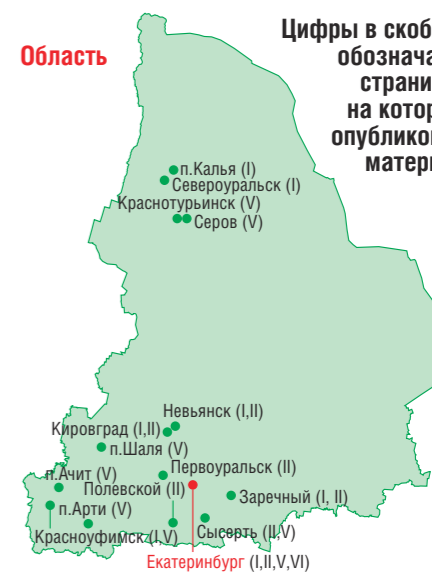 Область
Цифры в скоб
обознача
страни
на котор
опубликов
матери
п.Калья (I)
Североуральск (I)
Краснотурьинск (V)
Серов (V)
Невьянск (I,II)
Кировград (I,II)
п.Шаля (V)
Первоуральск (II)
п.Ачит (V)
Полевской (II)
Заречный (I, II)
п.Арти (V)
Красноуфимск (I,V)
Сысерть (II,V)
Екатеринбург (I,II,V,VI)